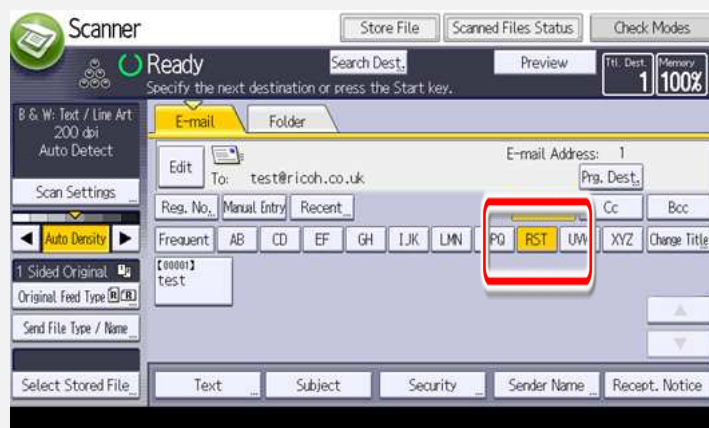 Scanner
Store File
Scanned Files Status
Check Modes
Ready
Search Dest.
Preview
Ttl. Dest.
1
Memory
100%
Specify the next destination or press the Start key.
B & W: Text / Line Art
200 dpi
Auto Detect
Scan Settings
Auto Density
1 Sided Original
Original Feed Type
Send File Type / Name
Select Stored File
E-mail
Folder
Edit
To: test@ricoh.co.uk
E-mail Address: 1
Prg. Dest.
Reg. No. Manual Entry Recent
Cc Bcc
Frequent AB CD EF GH IJK LMN PQ RST UV XYZ Change Title
[00001]
test
Text Subject Security Sender Name Recept. Notice